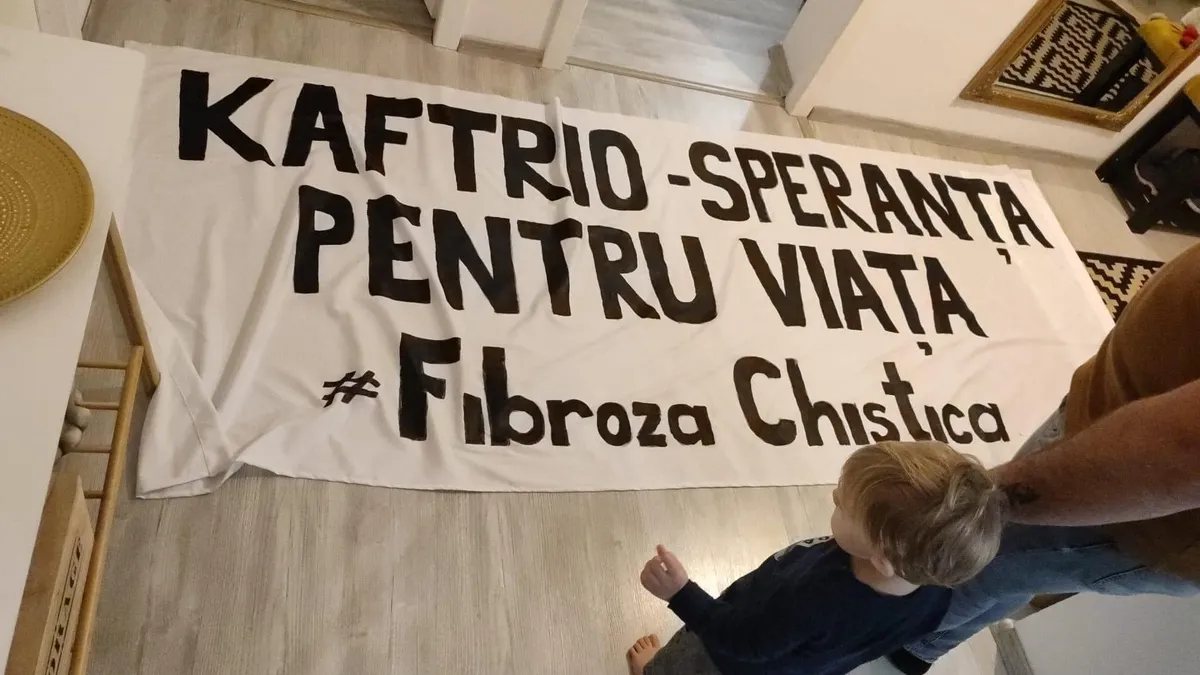 KAFTRIO -SPERANȚA
PENTRU VIAȚA
#Fibroza Chistica